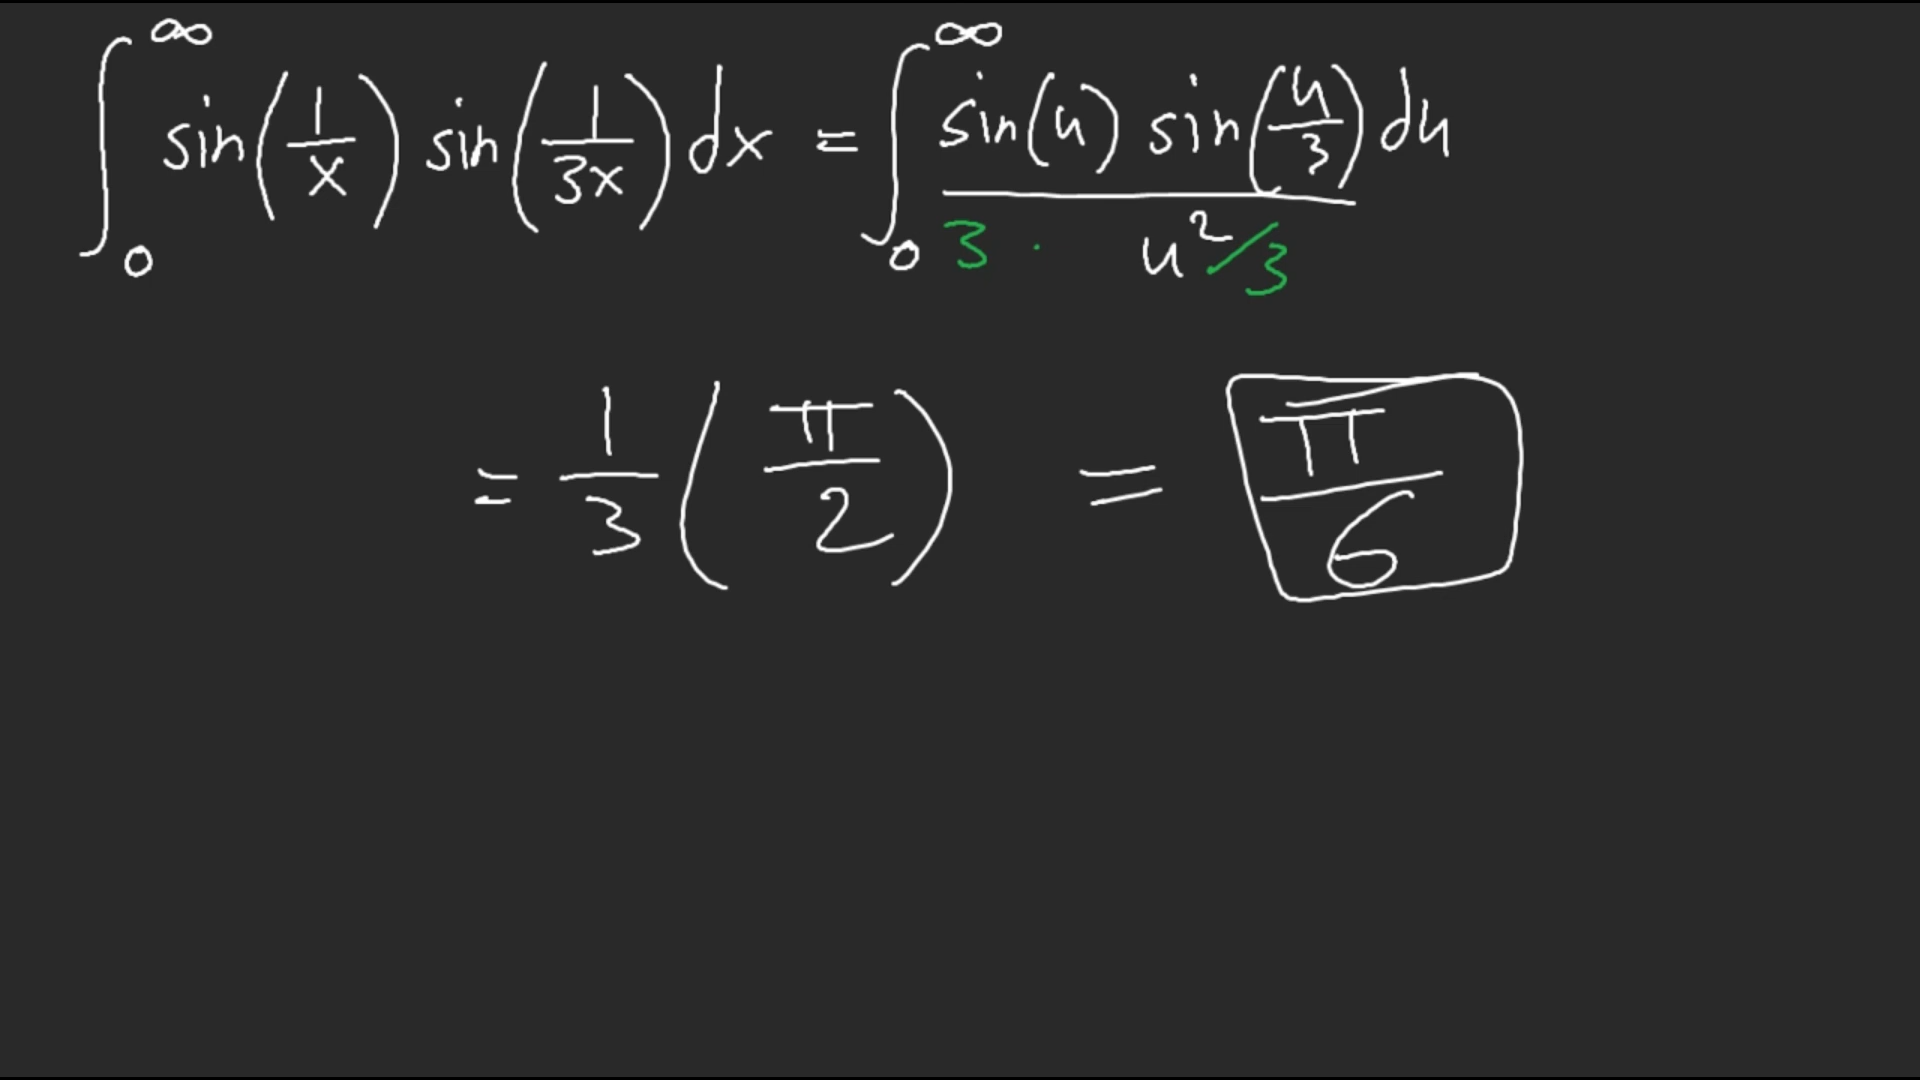 ∫₀^∞ sin(1/x) sin(1/3x) dx = ∫₀^∞ (sin(u) sin(u/3))/(3 · u²/3) du
= 1/3 (π/2) = π/6